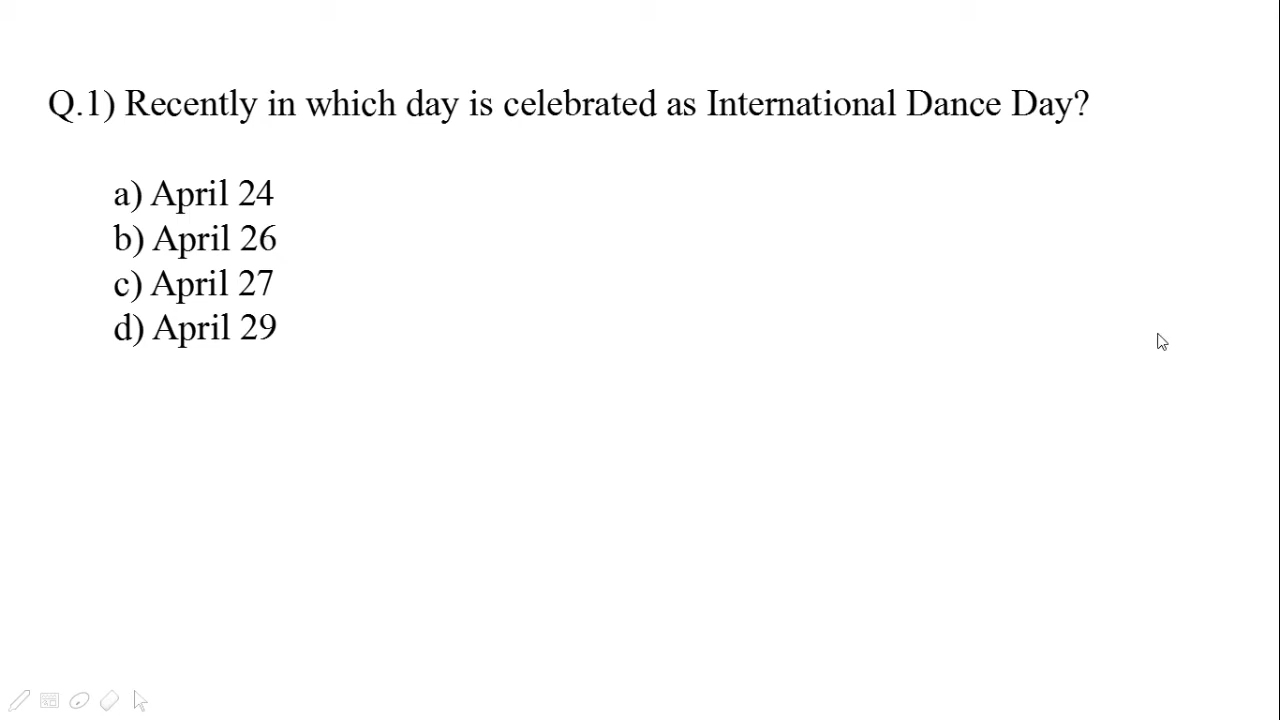 Q.1) Recently in which day is celebrated as International Dance Day?
a) April 24
b) April 26
c) April 27
d) April 29